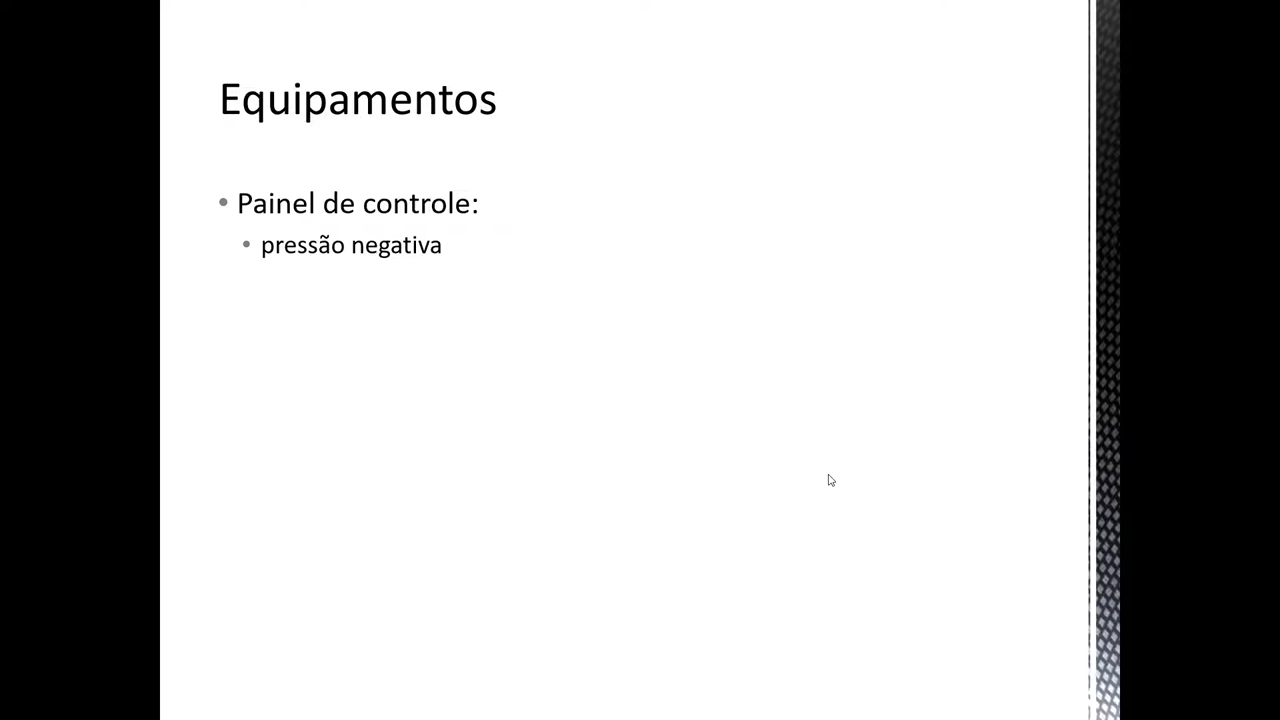 Equipamentos
• Painel de controle:
• pressão negativa